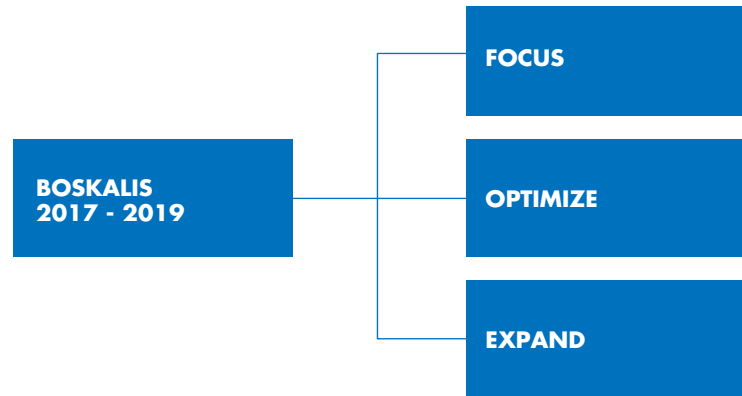 FOCUS
BOSKALIS
2017 - 2019
OPTIMIZE
EXPAND